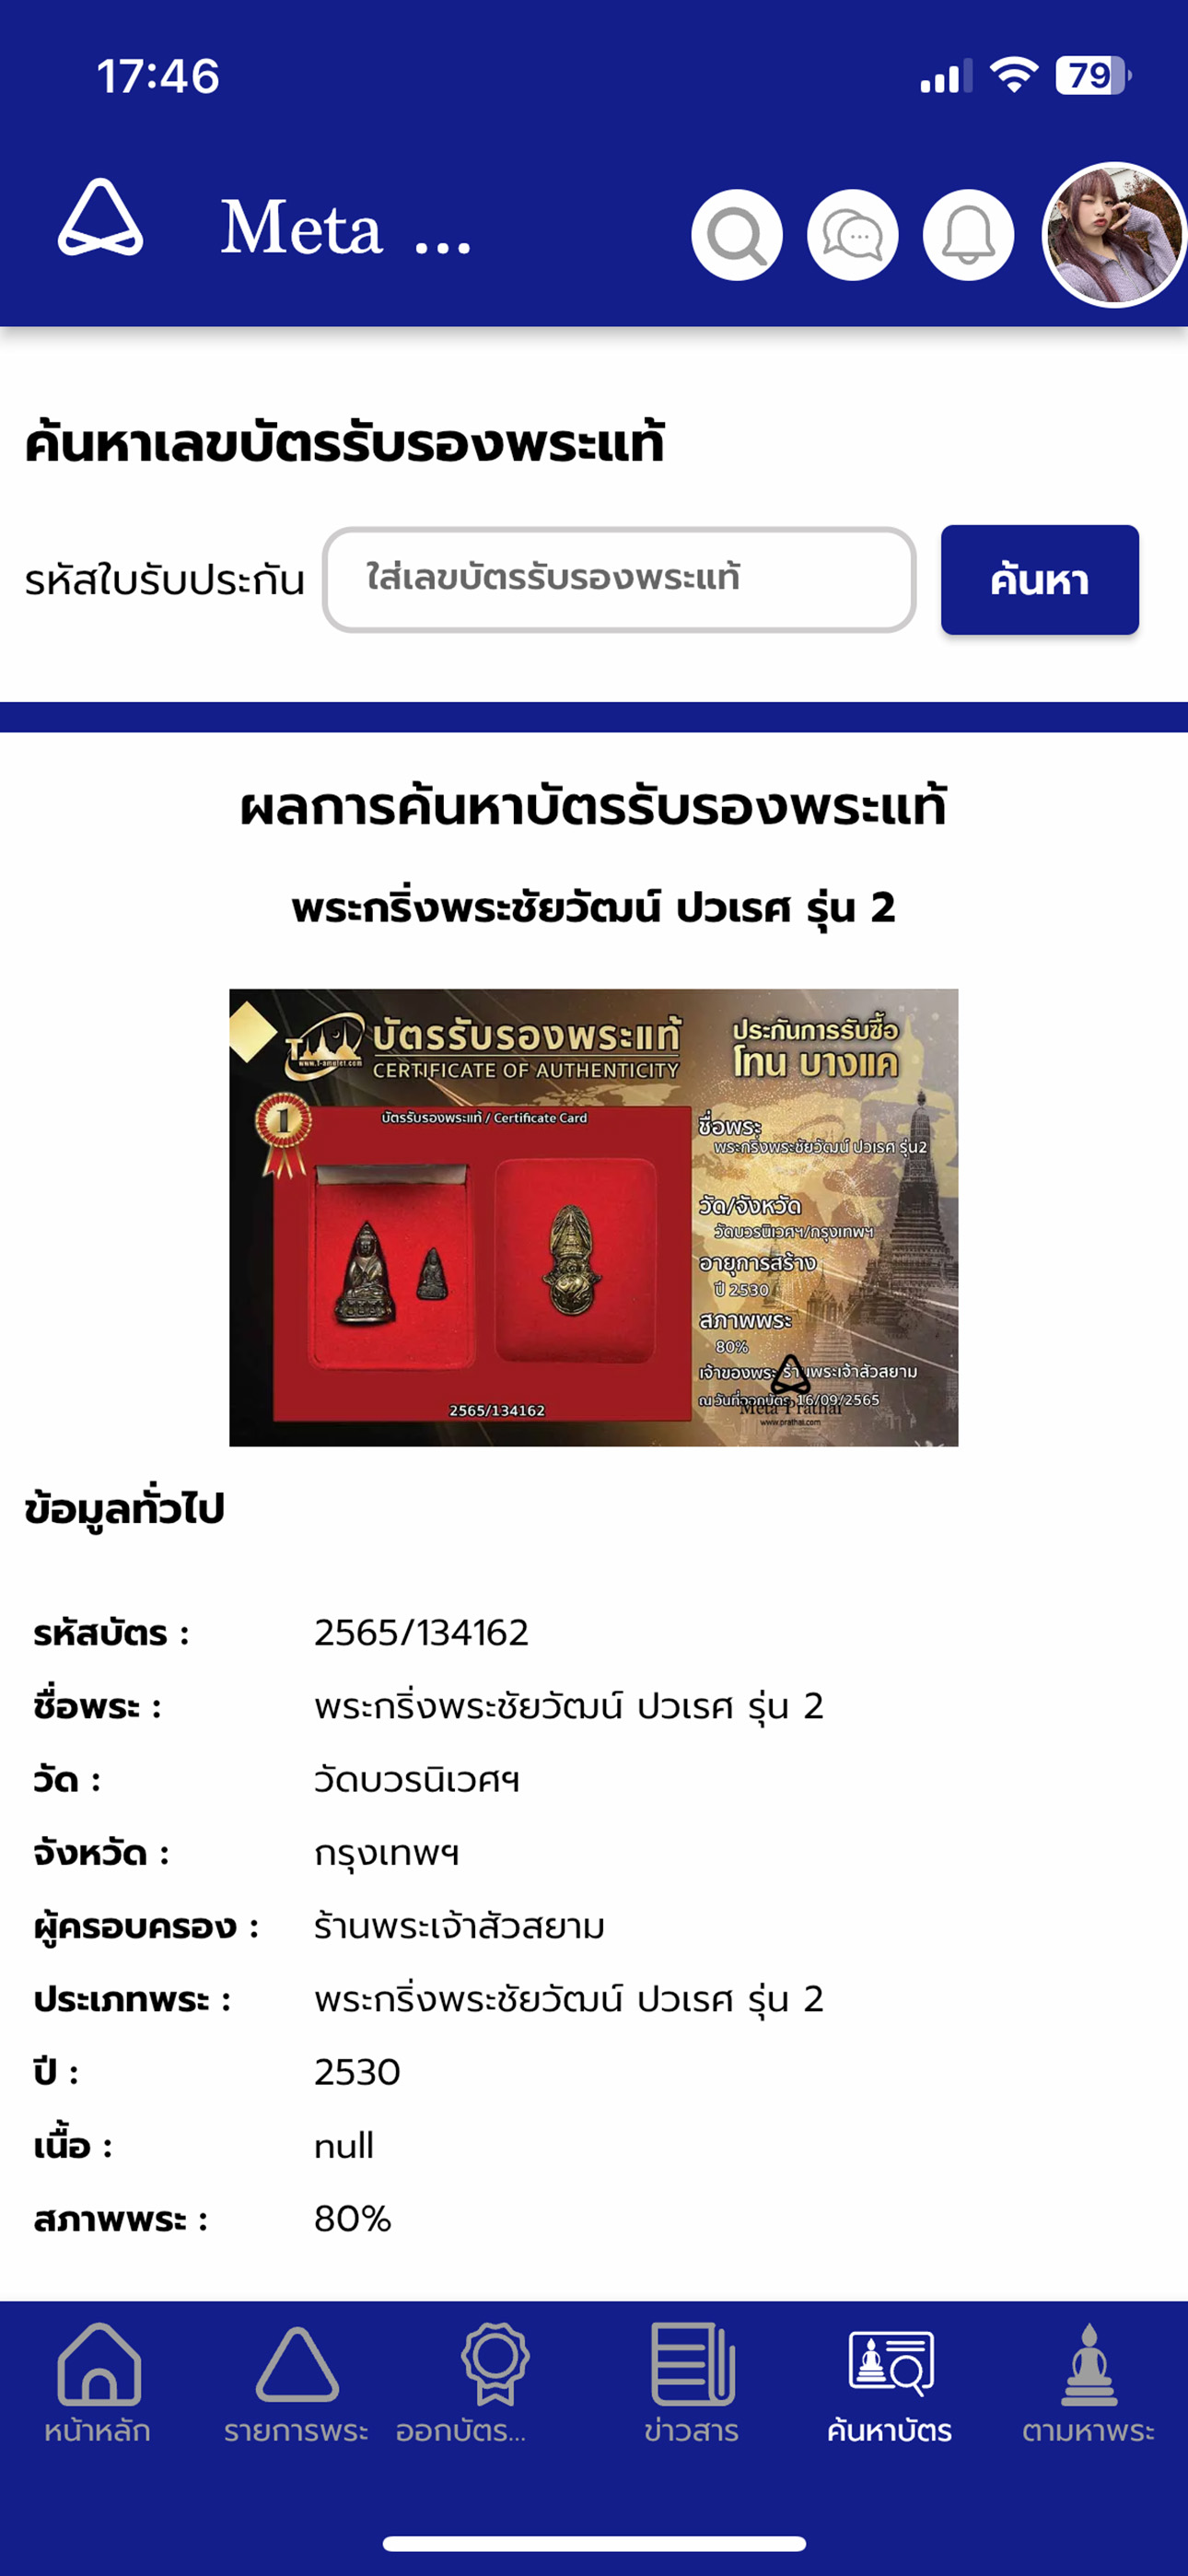 17:46
79
Meta ...
ค้นหาเลขบัตรรับรองพระแท้
รหัสใบรับประกัน
ใส่เลขบัตรรับรองพระแท้
ค้นหา
ผลการค้นหาบัตรรับรองพระแท้
พระกริ่งพระชัยวัฒน์ ปวเรศ รุ่น 2
บัตรรับรองพระแท้
CERTIFICATE OF AUTHENTICITY
www.T-amulet.com
ประกันการรับซื้อ
โทน บางแค
1
บัตรรับรองพระแท้ / Certificate Card
2565/134162
ชื่อพระ
พระกริ่งพระชัยวัฒน์ ปวเรศ รุ่น2
วัด/จังหวัด
วัดบวรนิเวศฯ/กรุงเทพฯ
อายุการสร้าง
ปี 2530
สภาพพระ
80%
เจ้าของพระ ร้านพระเจ้าสัวสยาม
ณ วันที่ออกบัตร 16/09/2565
Meta Prathai
www.prathai.com
ข้อมูลทั่วไป
รหัสบัตร : 2565/134162
ชื่อพระ : พระกริ่งพระชัยวัฒน์ ปวเรศ รุ่น 2
วัด : วัดบวรนิเวศฯ
จังหวัด : กรุงเทพฯ
ผู้ครอบครอง : ร้านพระเจ้าสัวสยาม
ประเภทพระ : พระกริ่งพระชัยวัฒน์ ปวเรศ รุ่น 2
ปี : 2530
เนื้อ : null
สภาพพระ : 80%
หน้าหลัก
รายการพระ
ออกบัตร...
ข่าวสาร
ค้นหาบัตร
ตามหาพระ